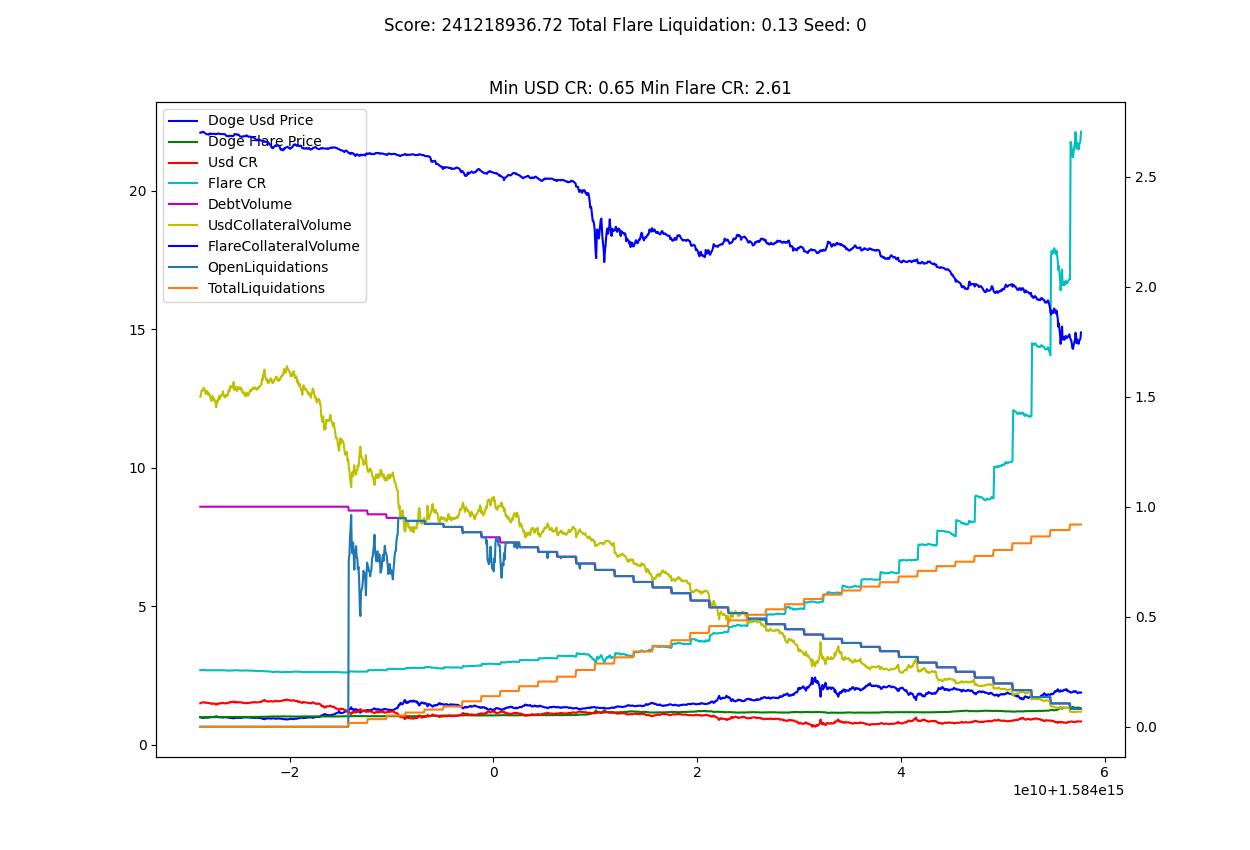 Score: 241218936.72 Total Flare Liquidation: 0.13 Seed: 0
Min USD CR: 0.65 Min Flare CR: 2.61
Doge Usd Price
Doge Flare Price
Usd CR
Flare CR
DebtVolume
UsdCollateralVolume
FlareCollateralVolume
OpenLiquidations
TotalLiquidations
20
15
10
5
0
2.5
2.0
1.5
1.0
0.5
0.0
−2
0
2
4
6
1e10+1.584e15